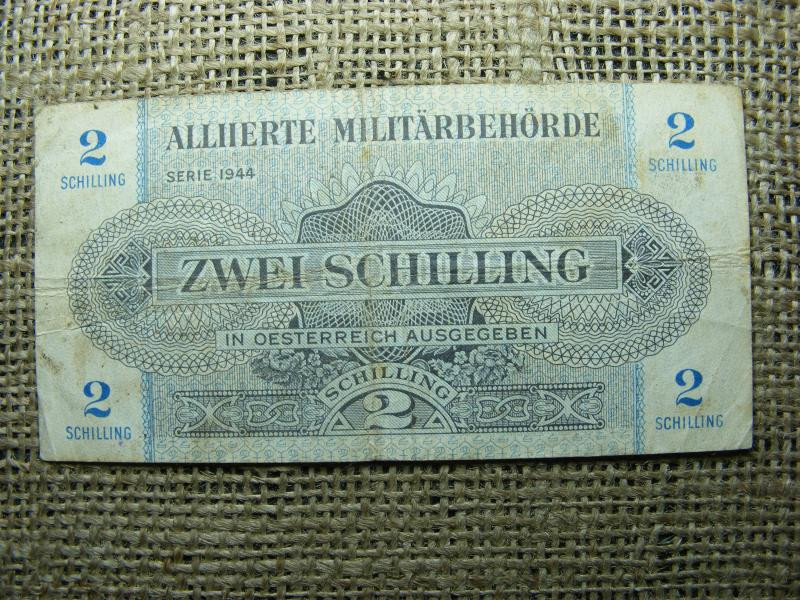 2
SCHILLING
ALLIIERTE MILITÄRBEHÖRDE
SERIE 1944
2
SCHILLING
ZWEI SCHILLING
IN OESTERREICH AUSGEGEBEN
SCHILLING
2
2
SCHILLING
2
SCHILLING